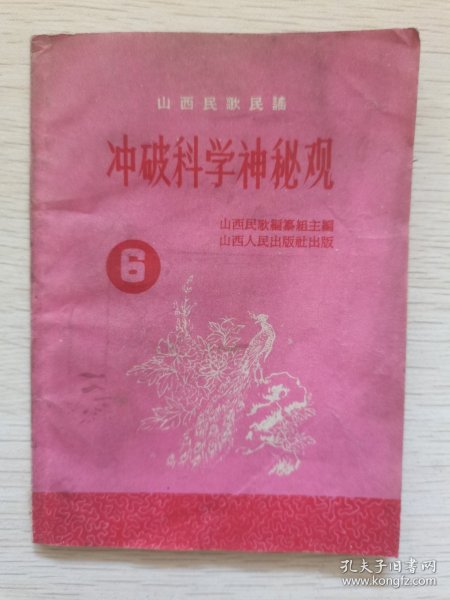 山西民歌民謠
冲破科学神秘观
山西民歌編纂組主編
山西人民出版社出版
6
孔夫子旧书网
www.kongfz.com